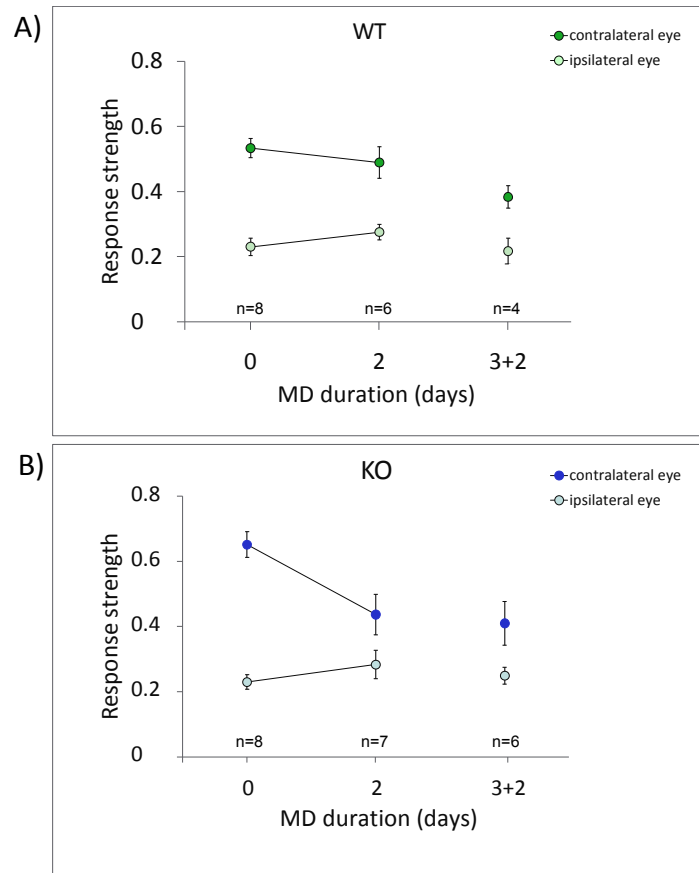 A)
WT
contralateral eye
ipsilateral eye
Response strength
0.8
0.6
0.4
0.2
0
n=8
n=6
n=4
0
2
3+2
MD duration (days)
B)
KO
contralateral eye
ipsilateral eye
Response strength
0.8
0.6
0.4
0.2
0
n=8
n=7
n=6
0
2
3+2
MD duration (days)